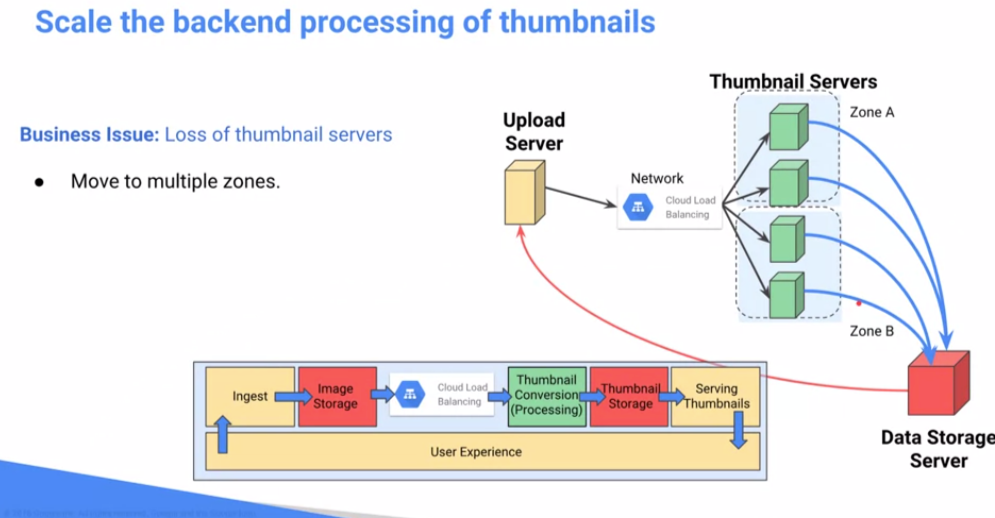 Scale the backend processing of thumbnails
Business Issue: Loss of thumbnail servers
● Move to multiple zones.
Thumbnail Servers
Zone A
Upload
Server
Network
Cloud Load
Balancing
Zone B
Data Storage
Server
Ingest
Image
Storage
Cloud Load
Balancing
Thumbnail
Conversion
(Processing)
Thumbnail
Storage
Serving
Thumbnails
User Experience